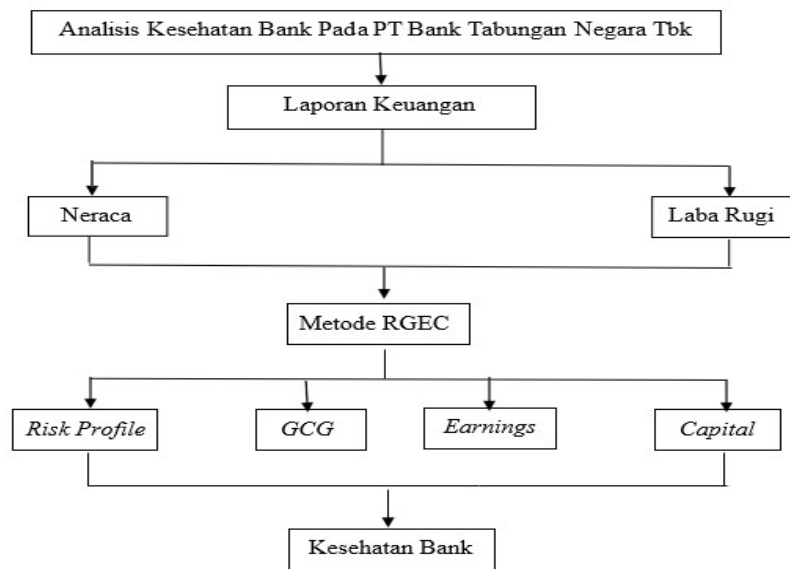 Analisis Kesehatan Bank Pada PT Bank Tabungan Negara Tbk
Laporan Keuangan
Neraca
Laba Rugi
Metode RGEC
Risk Profile
GCG
Earnings
Capital
Kesehatan Bank